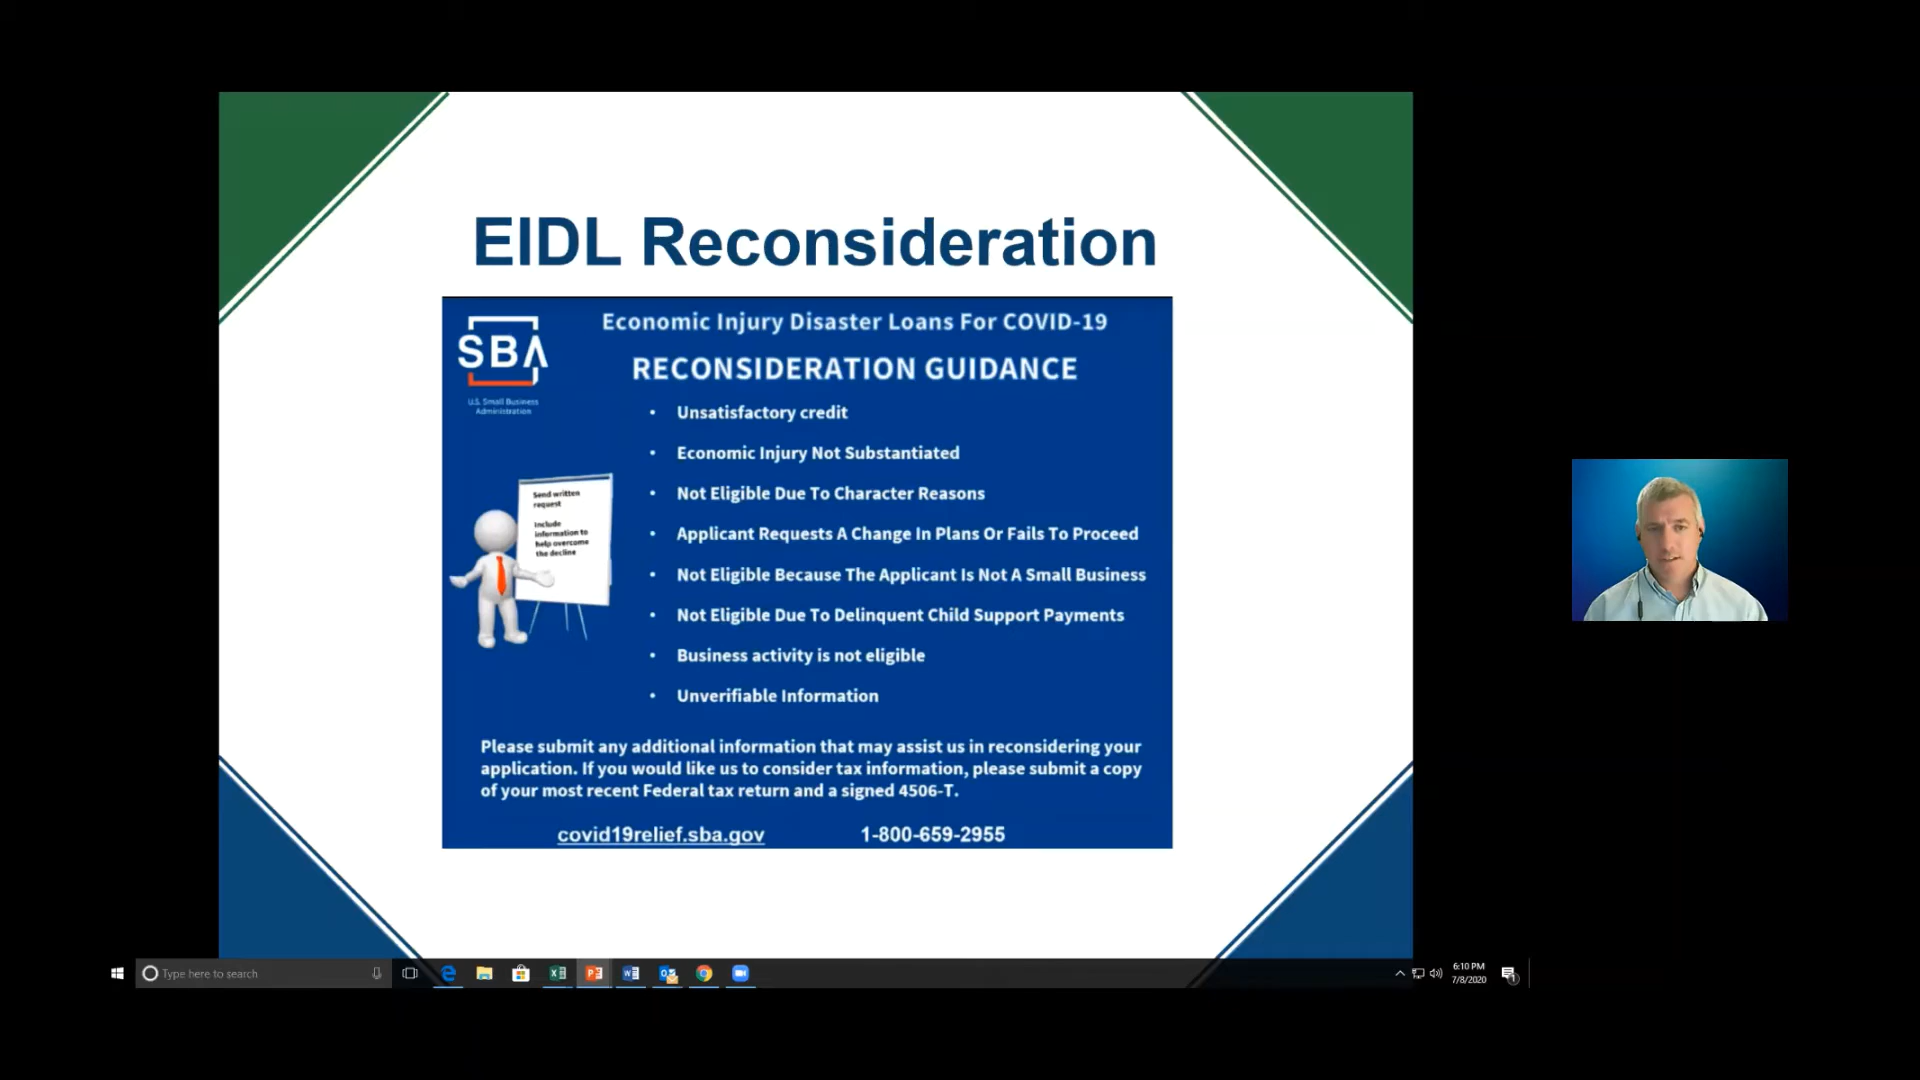 EIDL Reconsideration
SBA
U.S. Small Business
Administration
Economic Injury Disaster Loans For COVID-19
RECONSIDERATION GUIDANCE
• Unsatisfactory credit
• Economic Injury Not Substantiated
• Not Eligible Due To Character Reasons
• Applicant Requests A Change In Plans Or Fails To Proceed
• Not Eligible Because The Applicant Is Not A Small Business
• Not Eligible Due To Delinquent Child Support Payments
• Business activity is not eligible
• Unverifiable Information
Send written
request
Include
information to
help overcome
the decline
Please submit any additional information that may assist us in reconsidering your
application. If you would like us to consider tax information, please submit a copy
of your most recent Federal tax return and a signed 4506-T.
covid19relief.sba.gov 1-800-659-2955
Type here to search
6:10 PM
7/8/2020
1